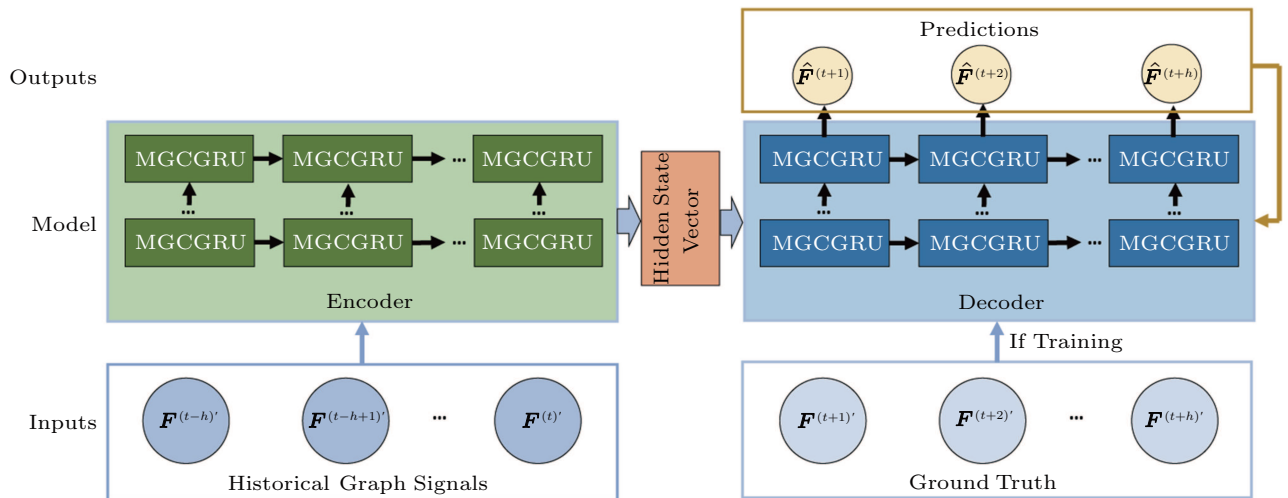 Predictions
Outputs
F̂^(t+1) F̂^(t+2) F̂^(t+h)
MGCGRU MGCGRU ... MGCGRU
MGCGRU MGCGRU ... MGCGRU
... ... ...
... ... ...
Model
Hidden State
Vector
MGCGRU MGCGRU ... MGCGRU
MGCGRU MGCGRU ... MGCGRU
Encoder
Decoder
If Training
Inputs
F^(t−h)′ F^(t−h+1)′ ... F^(t)′
F^(t+1)′ F^(t+2)′ ... F^(t+h)′
Historical Graph Signals
Ground Truth